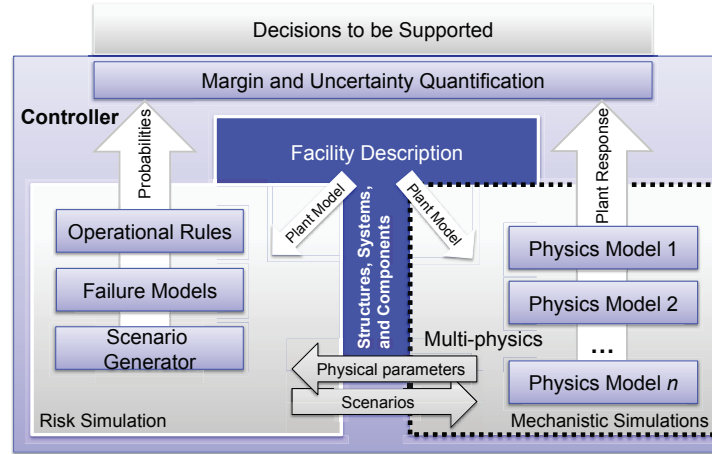 Decisions to be Supported
Margin and Uncertainty Quantification
Controller
Probabilities
Plant Response
Facility Description
Plant Model
Plant Model
Structures, Systems,
and Components
Operational Rules
Failure Models
Scenario
Generator
Physics Model 1
Physics Model 2
Multi-physics
...
Physical parameters
Physics Model n
Scenarios
Risk Simulation
Mechanistic Simulations